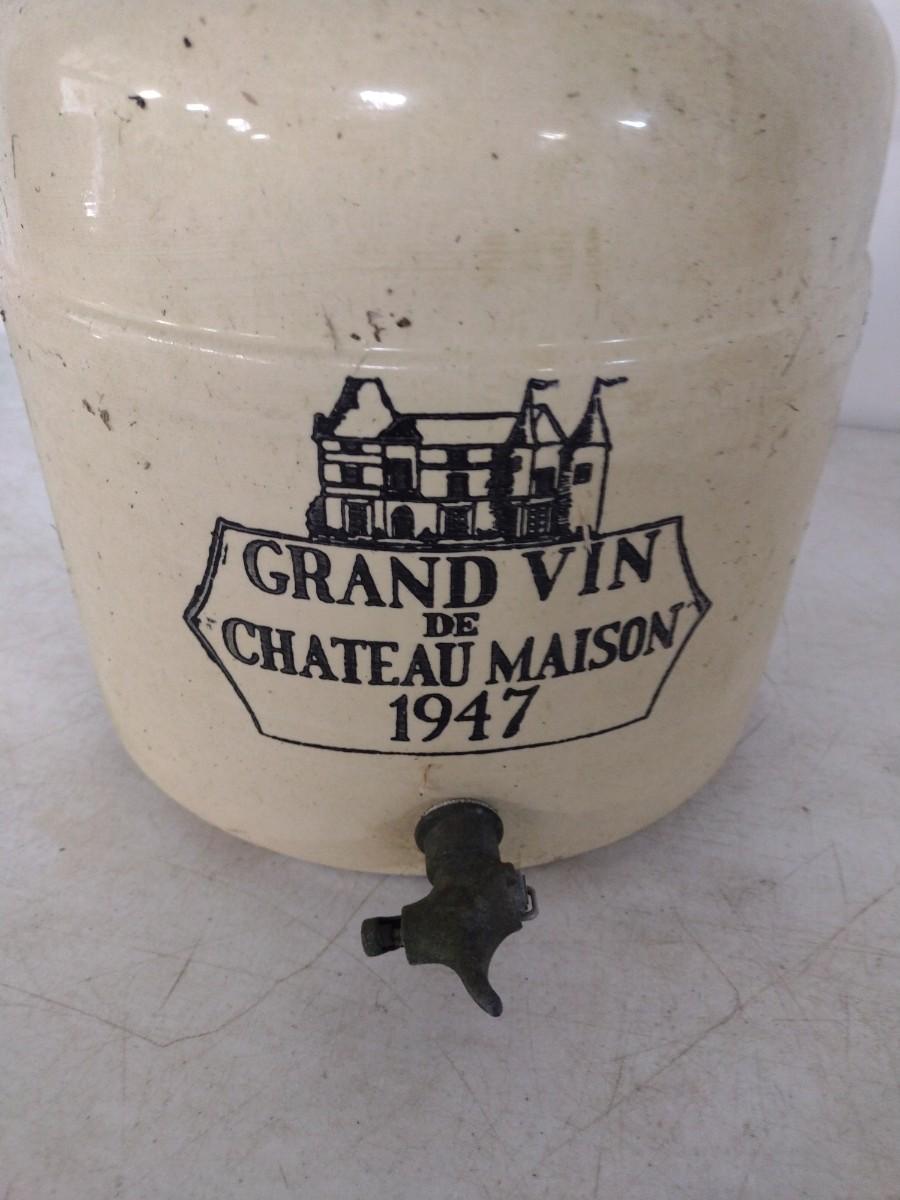 GRAND VIN
DE
CHATEAU MAISON
1947